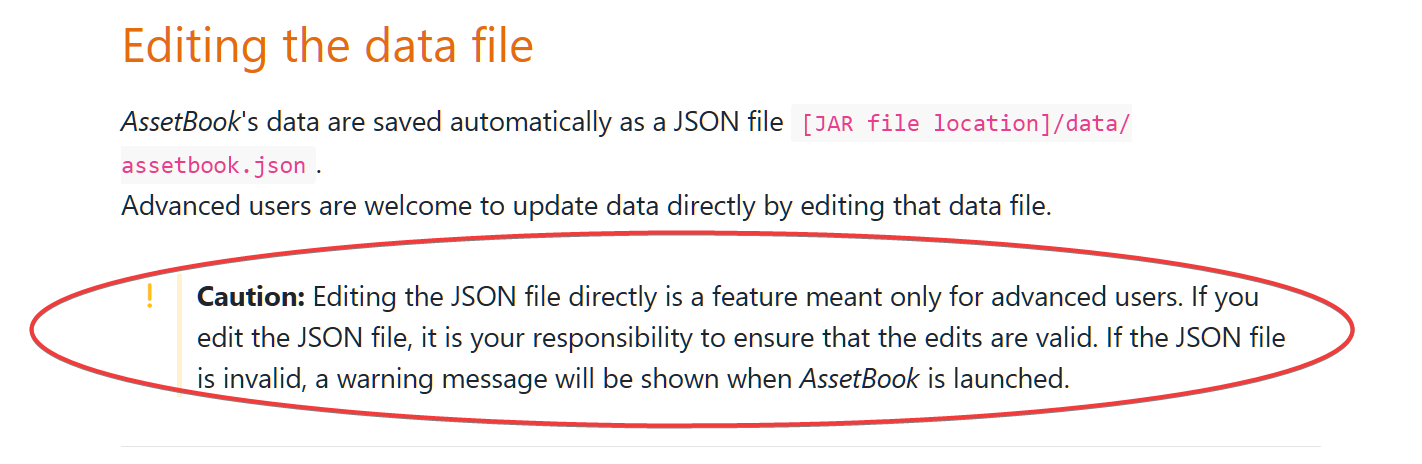 Editing the data file
AssetBook's data are saved automatically as a JSON file [JAR file location]/data/
assetbook.json .
Advanced users are welcome to update data directly by editing that data file.
! Caution: Editing the JSON file directly is a feature meant only for advanced users. If you
edit the JSON file, it is your responsibility to ensure that the edits are valid. If the JSON file
is invalid, a warning message will be shown when AssetBook is launched.